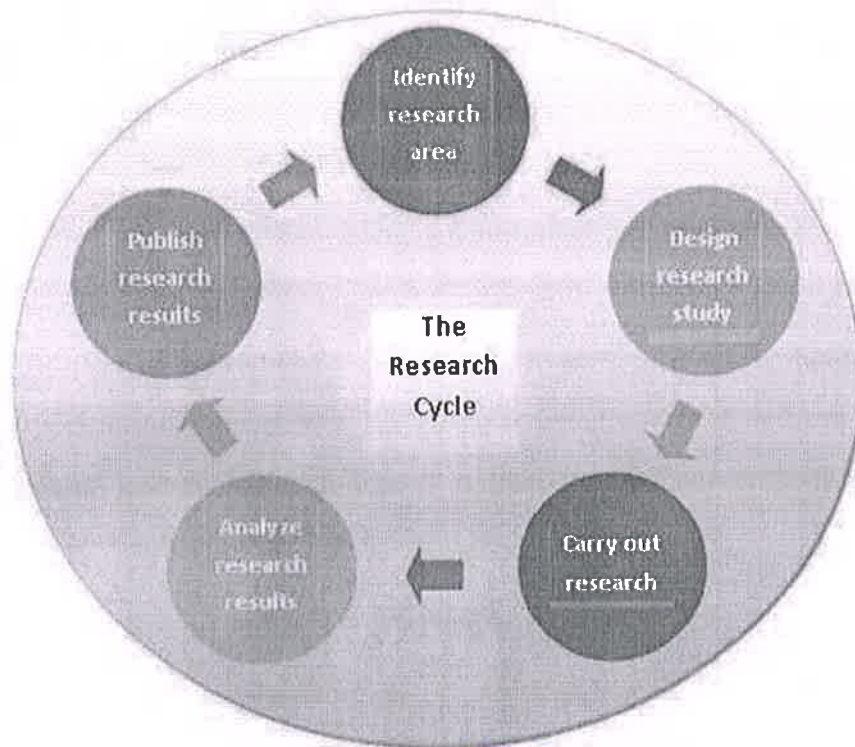 Identify
research
area
Design
research
study
Carry out
research
Analyze
research
results
Publish
research
results
The
Research
Cycle